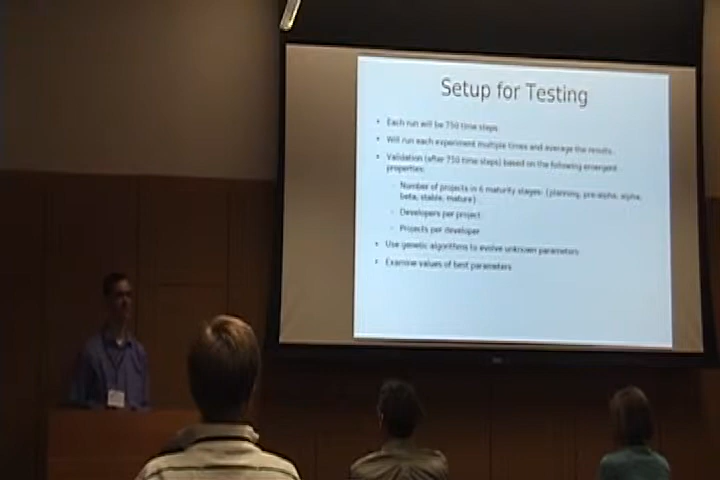 Setup for Testing
• Each run will be 750 time steps
• Will run each experiment multiple times and average the results.
• Validation (after 750 time steps) based on the following emergent
properties:
– Number of projects in 6 maturity stages: {planning, pre-alpha, alpha,
beta, stable, mature}
– Developers per project
– Projects per developer
• Use genetic algorithms to evolve unknown parameters
• Examine values of best parameters